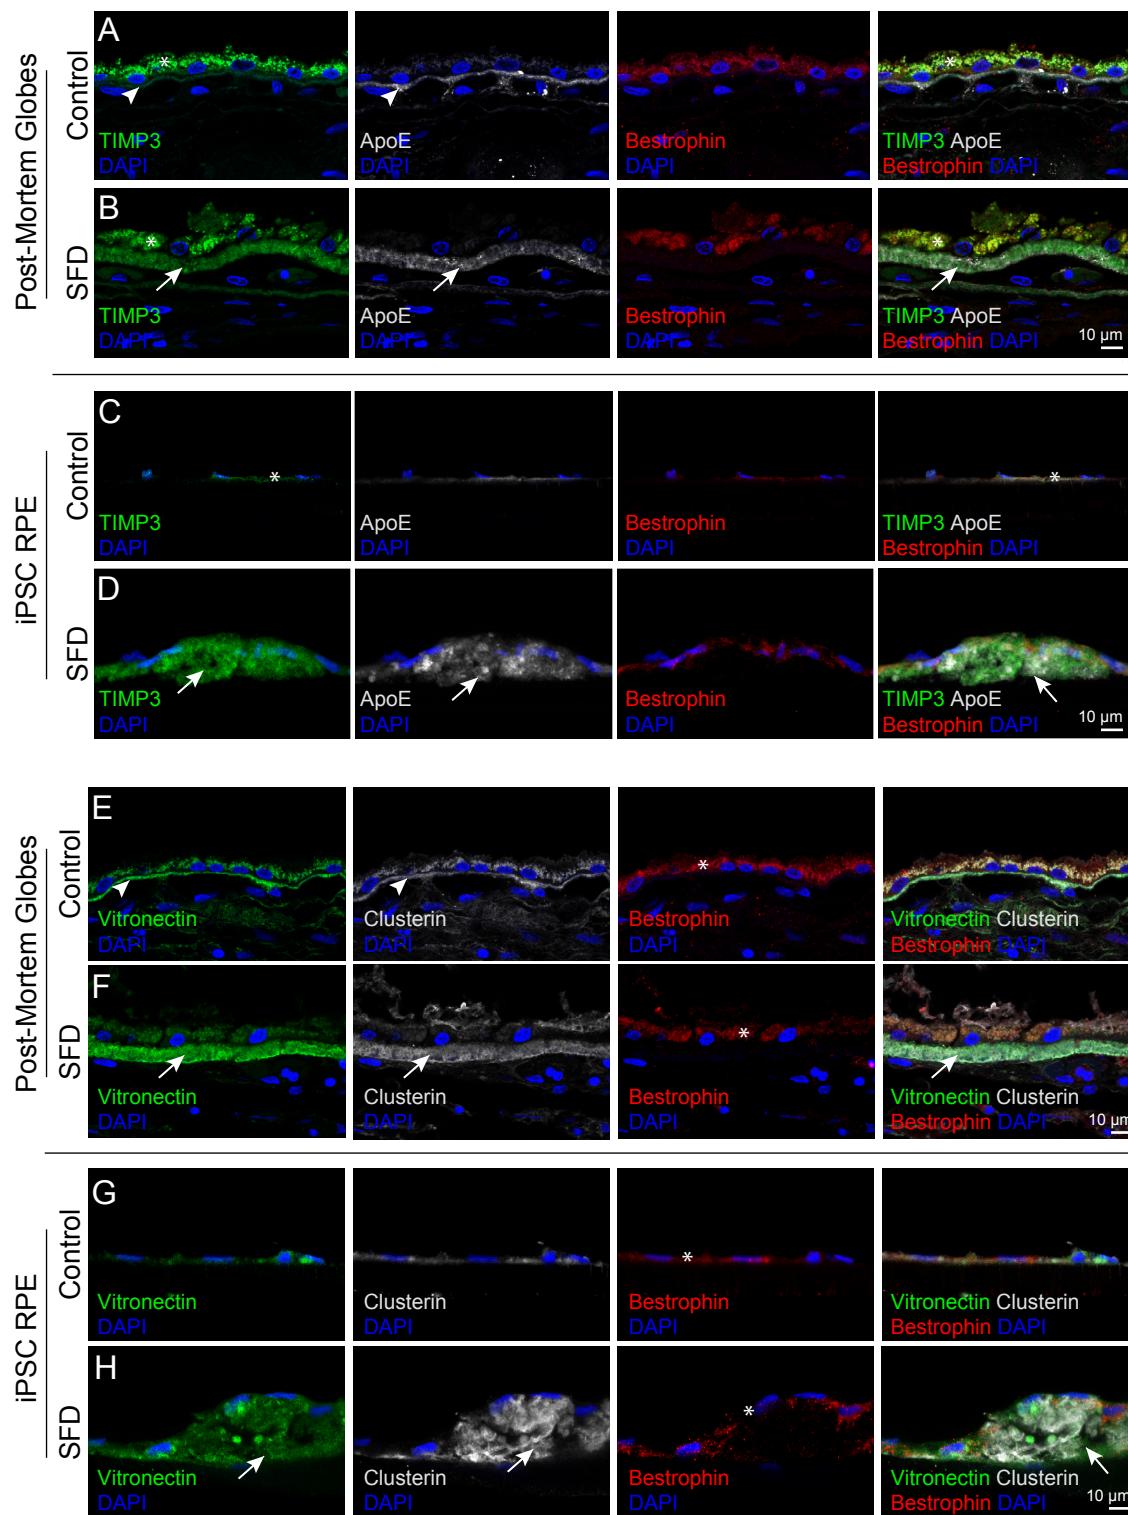 Post-Mortem Globes
Control
A
*
TIMP3
DAPI
ApoE
DAPI
Bestrophin
DAPI
*
TIMP3 ApoE
Bestrophin DAPI
SFD
B
*
TIMP3
DAPI
ApoE
DAPI
Bestrophin
DAPI
*
TIMP3 ApoE
Bestrophin DAPI
10 µm
iPSC RPE
Control
C
*
TIMP3
DAPI
ApoE
DAPI
Bestrophin
DAPI
*
TIMP3 ApoE
Bestrophin DAPI
SFD
D
TIMP3
DAPI
ApoE
DAPI
Bestrophin
DAPI
TIMP3 ApoE
Bestrophin DAPI
10 µm
Post-Mortem Globes
Control
E
Vitronectin
DAPI
Clusterin
DAPI
*
Bestrophin
DAPI
Vitronectin Clusterin
Bestrophin DAPI
SFD
F
Vitronectin
DAPI
Clusterin
DAPI
*
Bestrophin
DAPI
Vitronectin Clusterin
Bestrophin DAPI
10 µm
iPSC RPE
Control
G
Vitronectin
DAPI
Clusterin
DAPI
*
Bestrophin
DAPI
Vitronectin Clusterin
Bestrophin DAPI
SFD
H
Vitronectin
DAPI
Clusterin
DAPI
*
Bestrophin
DAPI
Vitronectin Clusterin
Bestrophin DAPI
10 µm